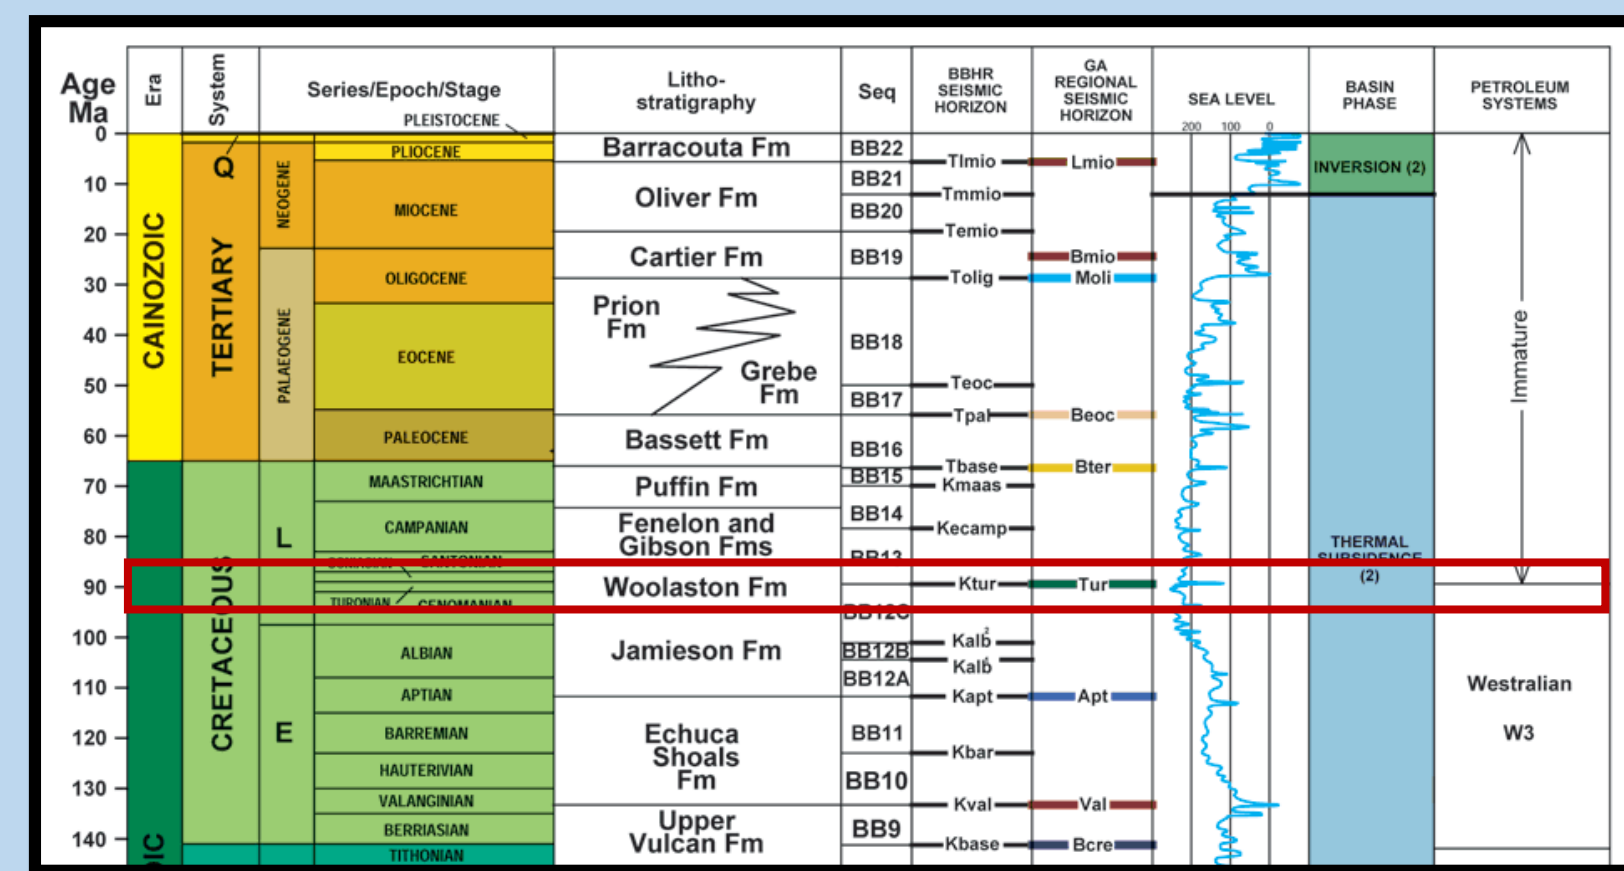 Age
Ma
Era
System
Series/Epoch/Stage
PLEISTOCENE
Litho-
stratigraphy
Seq
BBHR
SEISMIC
HORIZON
GA
REGIONAL
SEISMIC
HORIZON
SEA LEVEL
BASIN
PHASE
PETROLEUM
SYSTEMS
200 100 0
0
10
20
30
40
50
60
70
80
90
100
110
120
130
140
CAINOZOIC
Q
TERTIARY
CRETACEOUS
NEOGENE
PALAEOGENE
L
E
PLIOCENE
MIOCENE
OLIGOCENE
EOCENE
PALEOCENE
MAASTRICHTIAN
CAMPANIAN
SANTONIAN
TURONIAN
CENOMANIAN
ALBIAN
APTIAN
BARREMIAN
HAUTERIVIAN
VALANGINIAN
BERRIASIAN
TITHONIAN
Barracouta Fm
Oliver Fm
Cartier Fm
Prion
Fm
Grebe
Fm
Bassett Fm
Puffin Fm
Fenelon and
Gibson Fms
Woolaston Fm
Jamieson Fm
Echuca
Shoals
Fm
Upper
Vulcan Fm
BB22
BB21
BB20
BB19
BB18
BB17
BB16
BB15
BB14
BB13
BB12C
BB12B
BB12A
BB11
BB10
BB9
Tlmio
Tmmio
Temio
Tolig
Teoc
Tpal
Tbase
Kmaas
Kecamp
Ktur
Kalb2
Kalb
Kapt
Kbar
Kval
Kbase
Lmio
Bmio
Moli
Beoc
Bter
Tur
Apt
Val
Bcre
INVERSION (2)
THERMAL
SUBSIDENCE
(2)
Immature
Westralian
W3